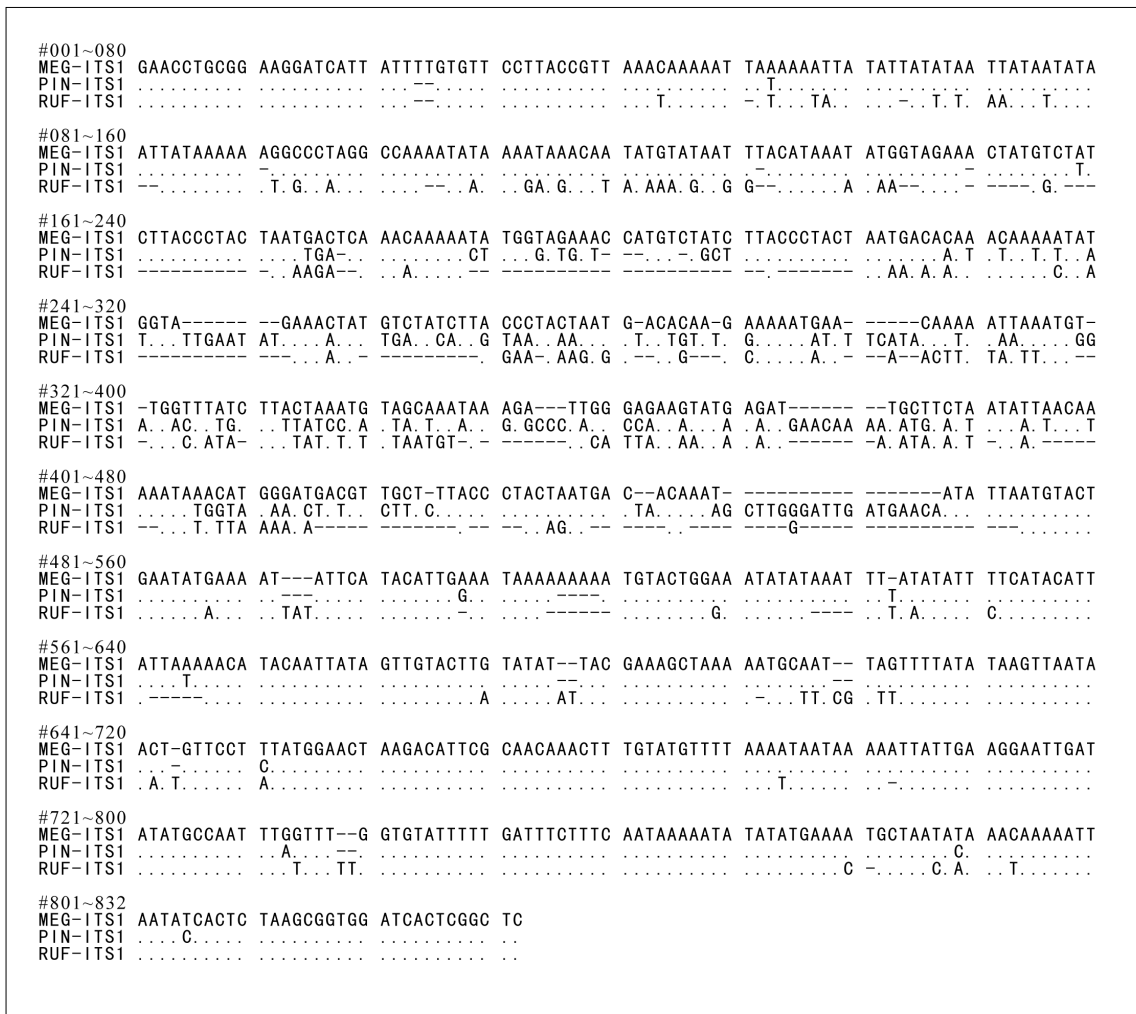 #001~080
MEG-ITS1 GAACCTGCGG AAGGATCATT ATTTTGTGTT CCTTACCGTT AAACAAAAAT TAAAAAATTA TATTATATAA TTATAATATA
PIN-ITS1 .......... .......... ...--..... .......... .......... ..T....... .......... ..........
RUF-ITS1 .......... .......... ...--..... .......... ...T...... -.T...TA.. ..-..T.T. AA...T....
#081~160
MEG-ITS1 ATTATAAAAA AGGCCCTAGG CCAAAATATA AAATAAACAA TATGTATAAT TTACATAAAT ATGGTAGAAA CTATGTCTAT
PIN-ITS1 .......... -......... .......... .......... .......... .-........ ........-. ........T.
RUF-ITS1 --........ .T.G..A... ....--..A. ..GA.G...T A.AAA.G..G G--......A .AA--..... ----.G.---
#161~240
MEG-ITS1 CTTACCCTAC TAATGACTCA AACAAAAATA TGGTAGAAAC CATGTCTATC TTACCCTACT AATGACACAA ACAAAAATAT
PIN-ITS1 .......... ....TGA-.. ........CT ...G.TG.T- ...-.GCT.. .......... .....A.T .T..T.T..A
RUF-ITS1 ---------- -..AAGA--. .A.....--- ---------- ---------- -.-------- ..AA.A.A.. .....C..A
#241~320
MEG-ITS1 GGTA------ --GAAACTAT GTCTATCTTA CCCTACTAAT G-ACACAA-G AAAAATGAA- -----CAAAA ATTAAATGT-
PIN-ITS1 T...TTGAAT AT....A... TGA..CA..G TAA..AA... .T..TGT.T. G.....AT.T TCATA...T. ..AA....GG
RUF-ITS1 ---------- --...A..-- ---------. GAA-.AAG.G .--..G--.. C....A.... --A--ACTT. TA.TT...--
#321~400
MEG-ITS1 -TGGTTTATC TTACTAAATG TAGCAAATAA AGA---TTGG GAGAAGTATG AGAT------ --TGCTTCTA ATATTAACAA
PIN-ITS1 A..AC..TG. .TTATCC.A. TA.T..A..G .GCCC.A... CCA..A...A .A..GAACAA AA.ATG.A.T ...A.T...T
RUF-ITS1 -...C.ATA- ...TAT.T.T .TAATGT--- ------..CA TTA..AA..A .A..------ --A.ATA.T. .-.A.-----
#401~480
MEG-ITS1 AAATAAACAT GGGATGACGT TGCT-TTACC CTACTAATGA C--ACAAAT- ---------- -------ATA TTAATGTACT
PIN-ITS1 .....TGGTA .AA.CT.T.. CTT.C..... .......... .TA.....AG CTTGGGATTG ATGAACA... ..........
RUF-ITS1 --..T.TTA AAAA.A---- --------.- --..AG.... ------..-- -----G---- ---------- ---.......
#481~560
MEG-ITS1 GAATATGAAA AT---ATTCA TACATTGAAA TAAAAAAAAA TGTACTGGAA ATATATAAAT TT-ATATATT TTCATACATT
PIN-ITS1 .......... ..---..... .......G.. ...----... .......... .......... ..T....... ..........
RUF-ITS1 ......A... ..TAT..... .......-.. ..------.. .......G.. ......---- ..T.A..... C.........
#561~640
MEG-ITS1 ATTAAAAACA TACAATTATA GTTGTACTTG TATAT--TAC GAAAGCTAAA AATGCAAT-- TAGTTTTATA TAAGTTAATA
PIN-ITS1 ....T..... .......... .......... .....--... .......... ........-- .......... ..........
RUF-ITS1 .-----.... .......... .........A .....AT... .......... .-...TT.CG .TT....... ..........
#641~720
MEG-ITS1 ACT-GTTCCT TTATGGAACT AAGACATTCG CAACAAACTT TGTATGTTTT AAAATAATAA AAATTATTGA AGGAATTGAT
PIN-ITS1 ...-...... C......... .......... .......... .......... .......... .......... ..........
RUF-ITS1 .A.T...... A......... .......... .......... .......... ...T...... ..-....... ..........
#721~800
MEG-ITS1 ATATGCCAAT TTGGTTT--G GTGTATTTTT GATTTCTTTC AATAAAAATA TATATGAAAA TGCTAATATA AACAAAAATT
PIN-ITS1 .......... ..A....--. .......... .......... .......... .......... .......C.. ..........
RUF-ITS1 .......... ...T...TT. .......... .......... .........C -.....C.A. ...T......
#801~832
MEG-ITS1 AATATCACTC TAAGCGGTGG ATCACTCGGC TC
PIN-ITS1 ....C..... .......... .......... ..
RUF-ITS1 .......... .......... .......... ..